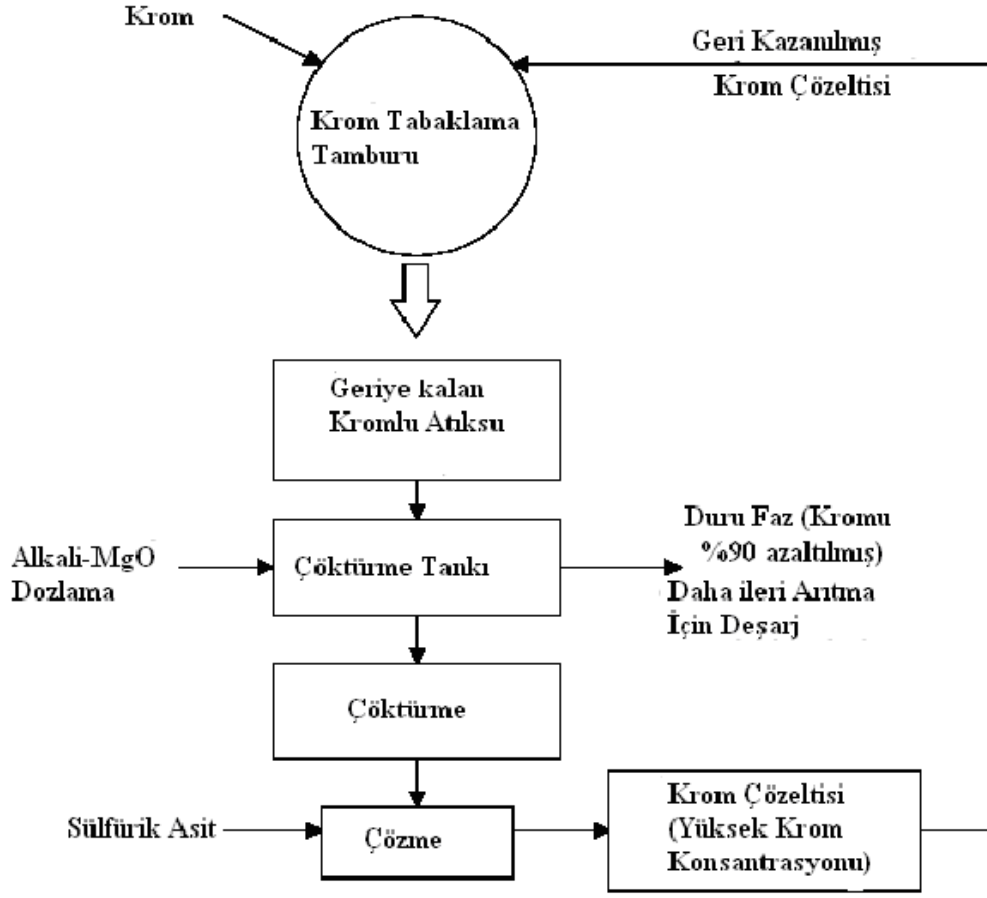 Krom
Geri Kazanılmış
Krom Çözeltisi
Krom Tabaklama
Tamburu
Geriye kalan
Kromlu Atıksu
Alkali-MgO
Dozlama
Çöktürme Tankı
Duru Faz (Kromu
%90 azaltılmış)
Daha ileri Arıtma
İçin Deşarj
Çöktürme
Sülfürik Asit
Çözme
Krom Çözeltisi
(Yüksek Krom
Konsantrasyonu)